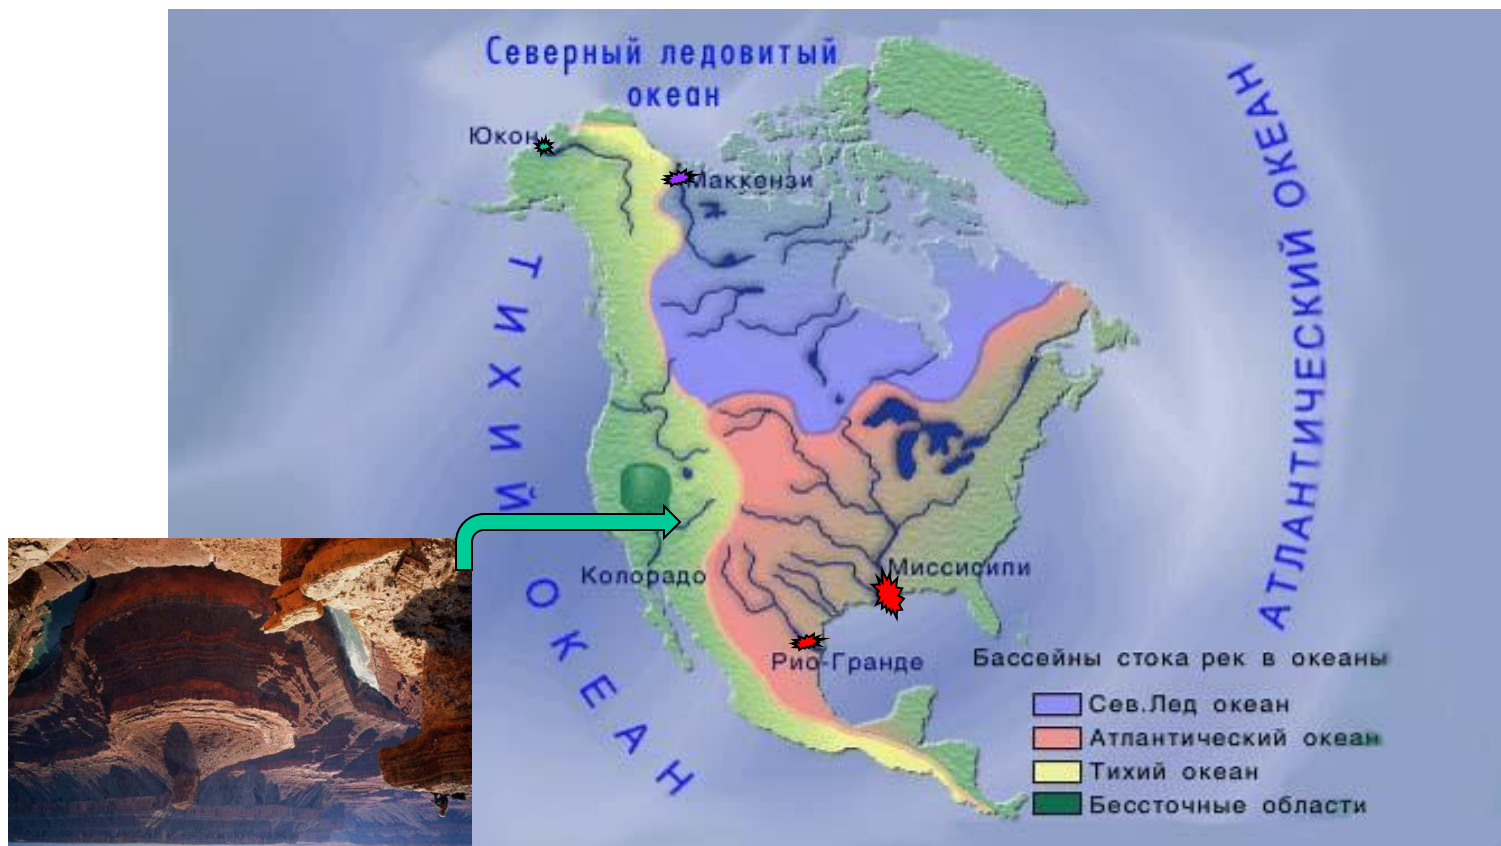 Северный ледовитый
океан
Юкон
Маккензи
ТИХИЙ ОКЕАН
АТЛАНТИЧЕСКИЙ ОКЕАН
Колорадо
Миссисипи
Рио-Гранде
Бассейны стока рек в океаны
Сев.Лед океан
Атлантический океан
Тихий океан
Бессточные области